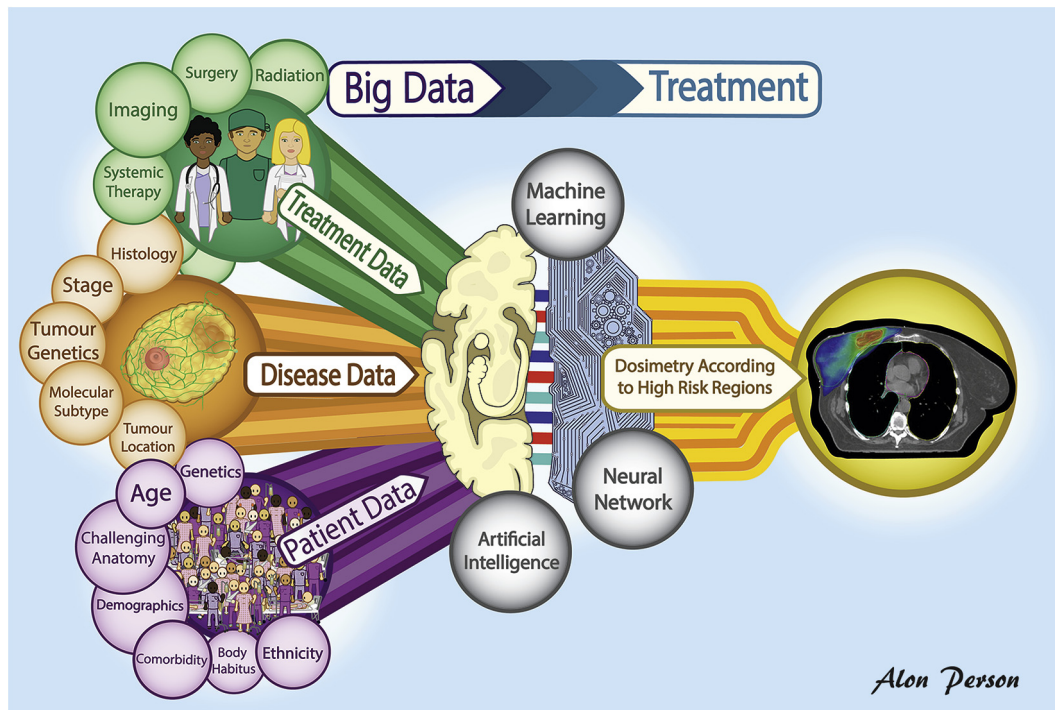 Surgery
Radiation
Imaging
Systemic
Therapy
Big Data
Treatment
Treatment Data
Machine
Learning
Histology
Stage
Tumour
Genetics
Molecular
Subtype
Tumour
Location
Disease Data
Dosimetry According
to High Risk Regions
Genetics
Age
Challenging
Anatomy
Demographics
Comorbidity
Body
Habitus
Ethnicity
Patient Data
Neural
Network
Artificial
Intelligence
Alon Person